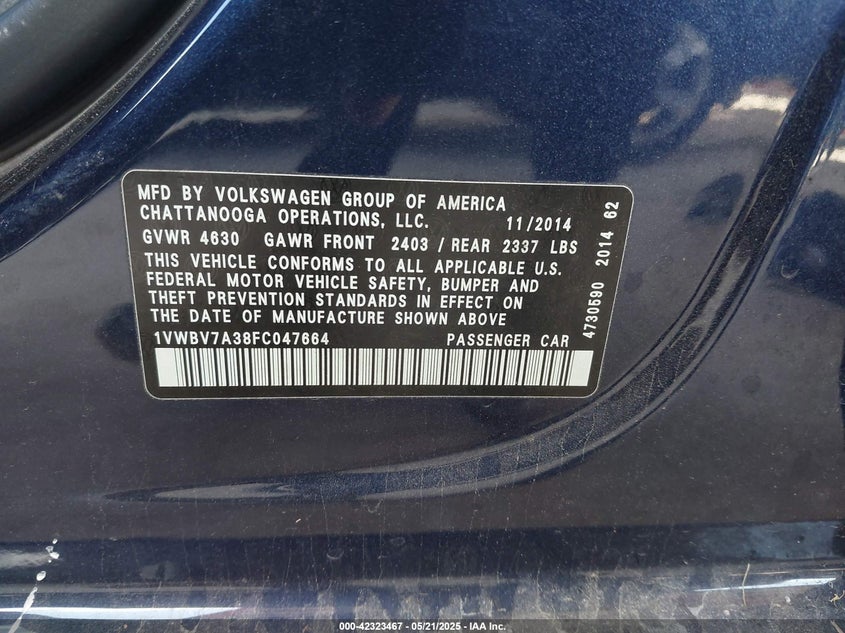 MFD BY VOLKSWAGEN GROUP OF AMERICA
CHATTANOOGA OPERATIONS, LLC. 11/2014
GVWR 4630 GAWR FRONT 2403 / REAR 2337 LBS
THIS VEHICLE CONFORMS TO ALL APPLICABLE U.S.
FEDERAL MOTOR VEHICLE SAFETY, BUMPER AND
THEFT PREVENTION STANDARDS IN EFFECT ON
THE DATE OF MANUFACTURE SHOWN ABOVE
1VWBV7A38FC047664 PASSENGER CAR
4730590 2014 62
000-42323467 - 05/21/2025 - IAA Inc.